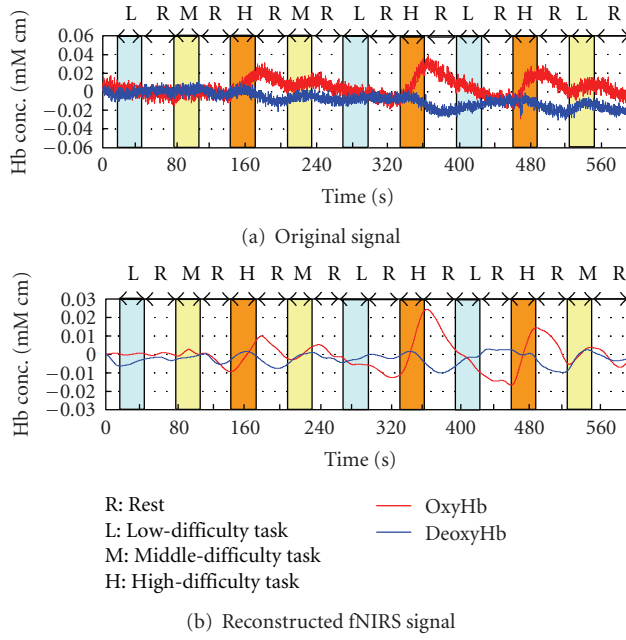 L R M R H R M R L R H R L R H R L R
0.06
0.04
0.02
0
−0.02
−0.04
0.06
Hb conc. (mM cm)
0 80 160 240 320 400 480 560
Time (s)
(a) Original signal
L R M R H R M R L R H R L R H R M R
0.03
0.02
0.01
0
−0.01
−0.01
−0.03
Hb conc. (mM cm)
0 80 160 240 320 400 480 560
Time (s)
R: Rest
L: Low-difficulty task
M: Middle-difficulty task
H: High-difficulty task
OxyHb
DeoxyHb
(b) Reconstructed fNIRS signal